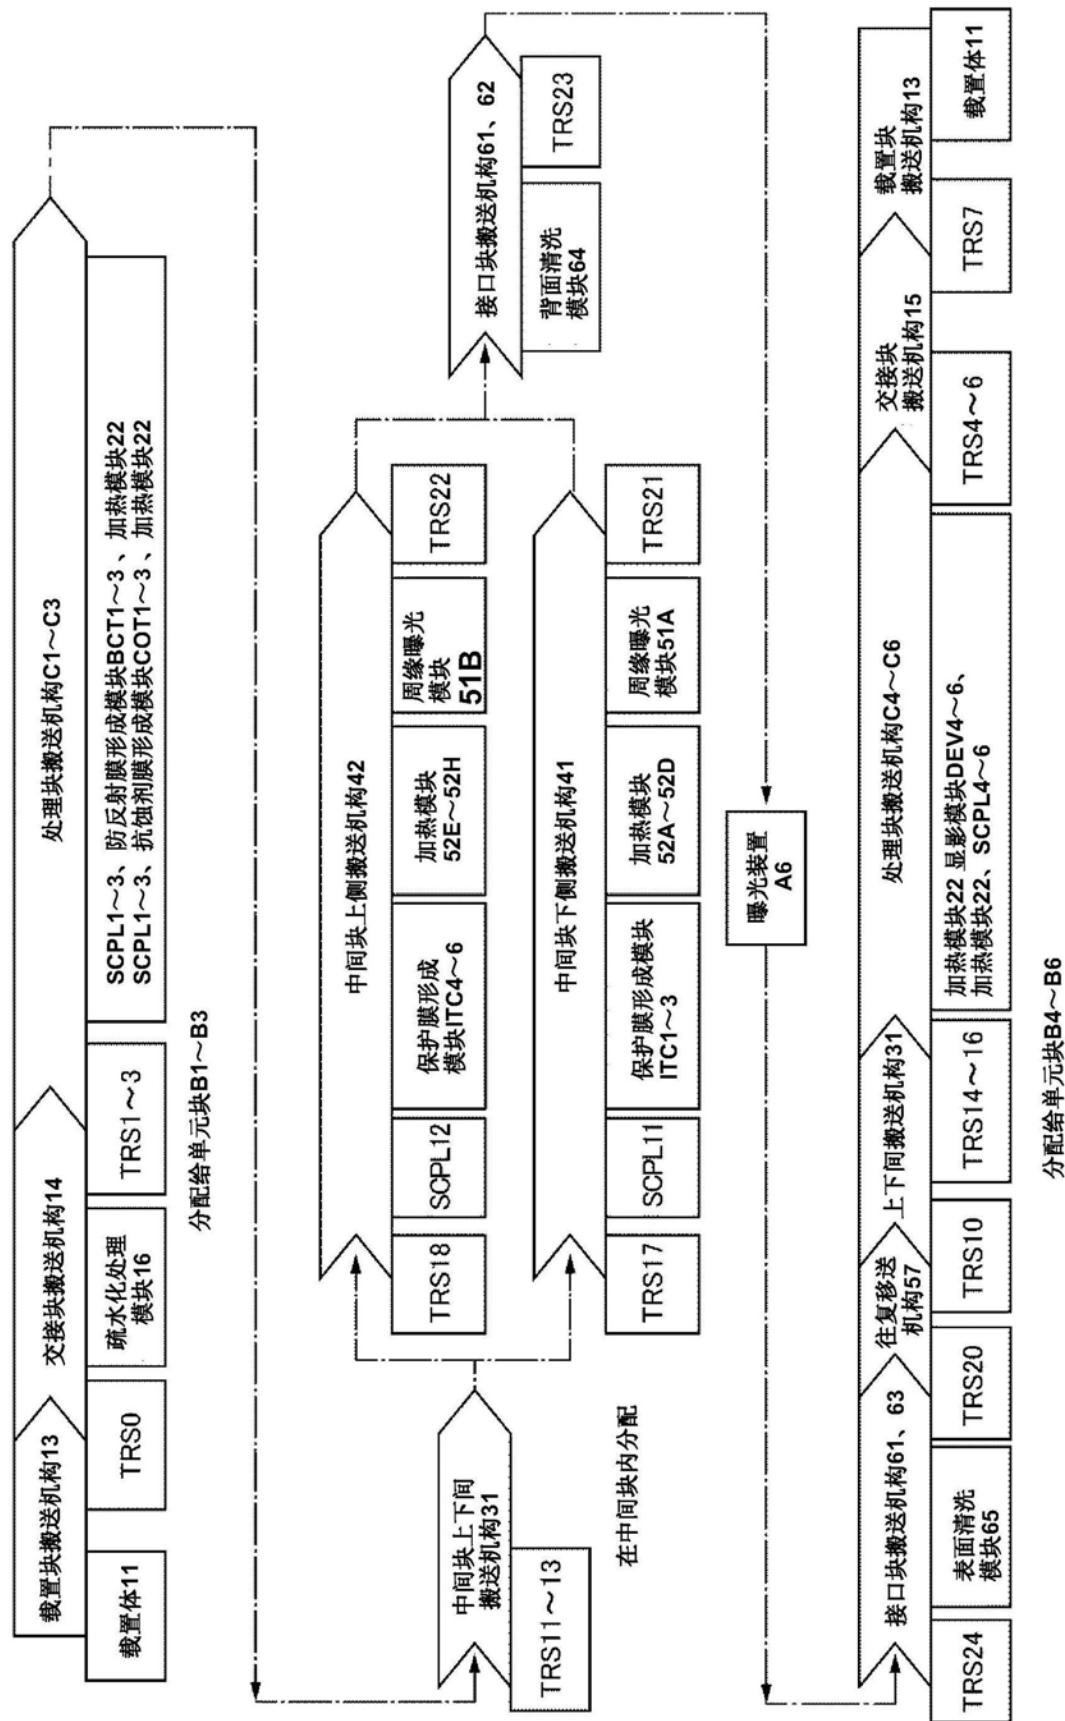 载置块搬送机构13
交接块搬送机构14
处理块搬送机构C1～C3
载置体11
TRS0
疏水化处理
模块16
TRS1～3
SCPL1～3、防反射膜形成模块BCT1～3 、加热模块22
SCPL1～3、抗蚀剂膜形成模块COT1～3 、加热模块22
分配给单元块B1～B3
中间块上下间
搬送机构31
TRS11～13
在中间块内分配
中间块上侧搬送机构42
TRS18
SCPL12
保护膜形成
模块ITC4～6
加热模块
52E～52H
周缘曝光
模块
51B
TRS22
中间块下侧搬送机构41
TRS17
SCPL11
保护膜形成模块
ITC1～3
加热模块
52A～52D
周缘曝光
模块51A
TRS21
接口块搬送机构61、62
背面清洗
模块64
TRS23
曝光装置
A6
接口块搬送机构61、63
往复移送
机构57
上下间搬送机构31
处理块搬送机构C4～C6
交接块
搬送机构15
载置块
搬送机构13
TRS24
表面清洗
模块65
TRS20
TRS10
TRS14～16
加热模块22 显影模块DEV4～6、
加热模块22、SCPL4～6
TRS4～6
TRS7
载置体11
分配给单元块B4～B6